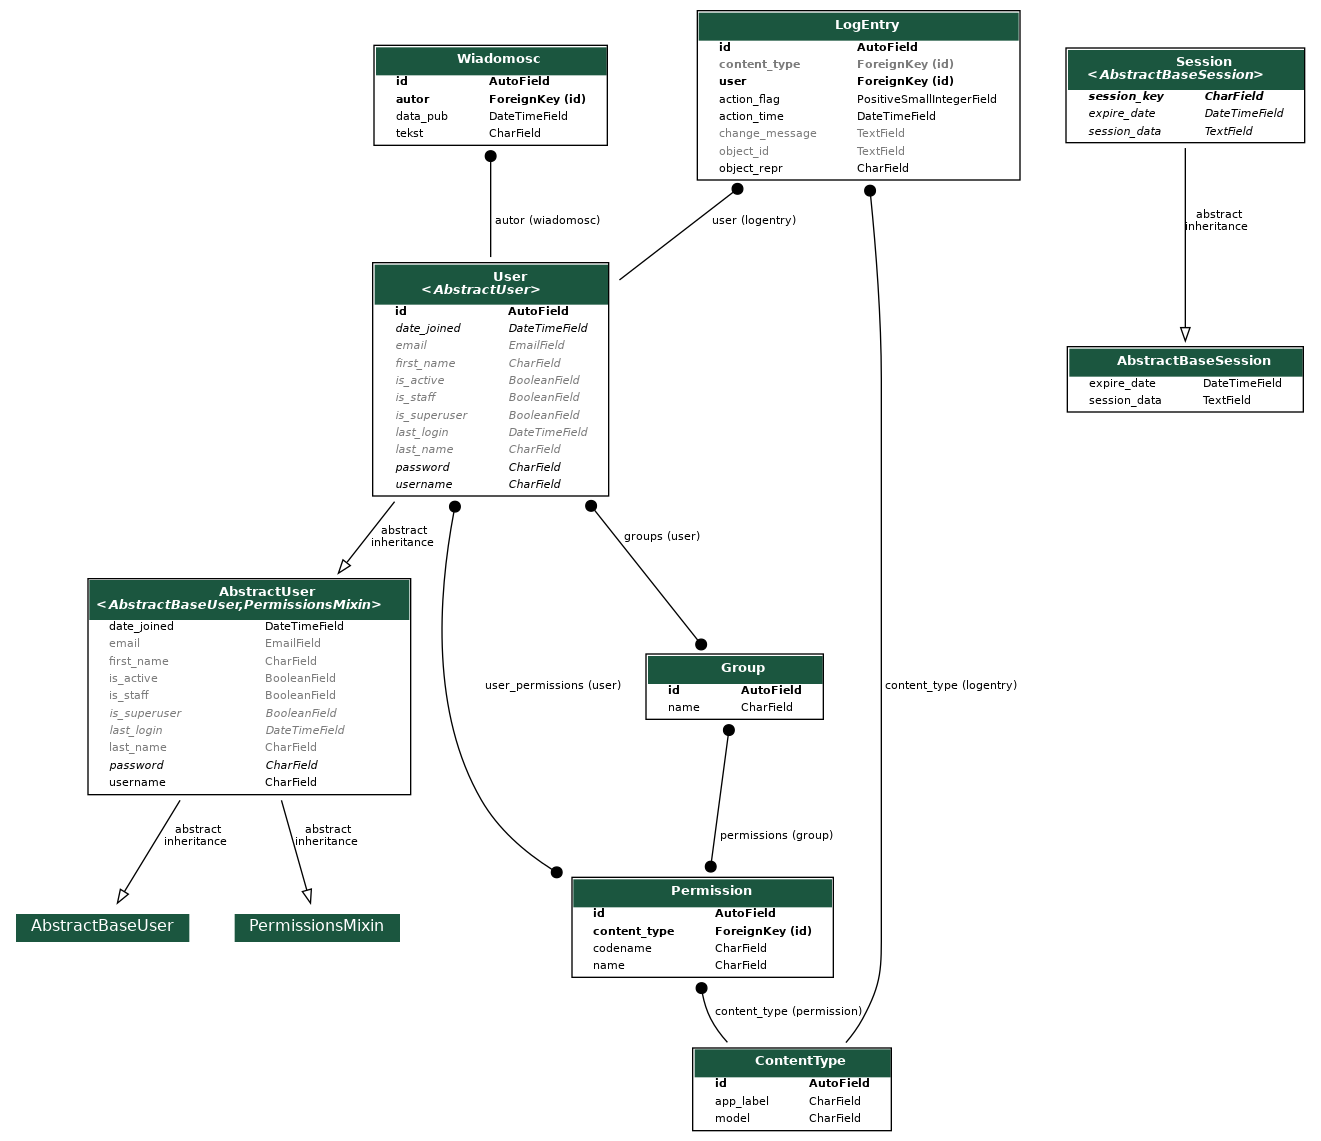 Wiadomosc
id AutoField
autor ForeignKey (id)
data_pub DateTimeField
tekst CharField
LogEntry
id AutoField
content_type ForeignKey (id)
user ForeignKey (id)
action_flag PositiveSmallIntegerField
action_time DateTimeField
change_message TextField
object_id TextField
object_repr CharField
Session
<AbstractBaseSession>
session_key CharField
expire_date DateTimeField
session_data TextField
autor (wiadomosc)
user (logentry)
abstract
inheritance
User
<AbstractUser>
id AutoField
date_joined DateTimeField
email EmailField
first_name CharField
is_active BooleanField
is_staff BooleanField
is_superuser BooleanField
last_login DateTimeField
last_name CharField
password CharField
username CharField
AbstractBaseSession
expire_date DateTimeField
session_data TextField
abstract
inheritance
groups (user)
AbstractUser
<AbstractBaseUser,PermissionsMixin>
date_joined DateTimeField
email EmailField
first_name CharField
is_active BooleanField
is_staff BooleanField
is_superuser BooleanField
last_login DateTimeField
last_name CharField
password CharField
username CharField
user_permissions (user)
Group
id AutoField
name CharField
content_type (logentry)
abstract
inheritance
abstract
inheritance
permissions (group)
AbstractBaseUser
PermissionsMixin
Permission
id AutoField
content_type ForeignKey (id)
codename CharField
name CharField
content_type (permission)
ContentType
id AutoField
app_label CharField
model CharField